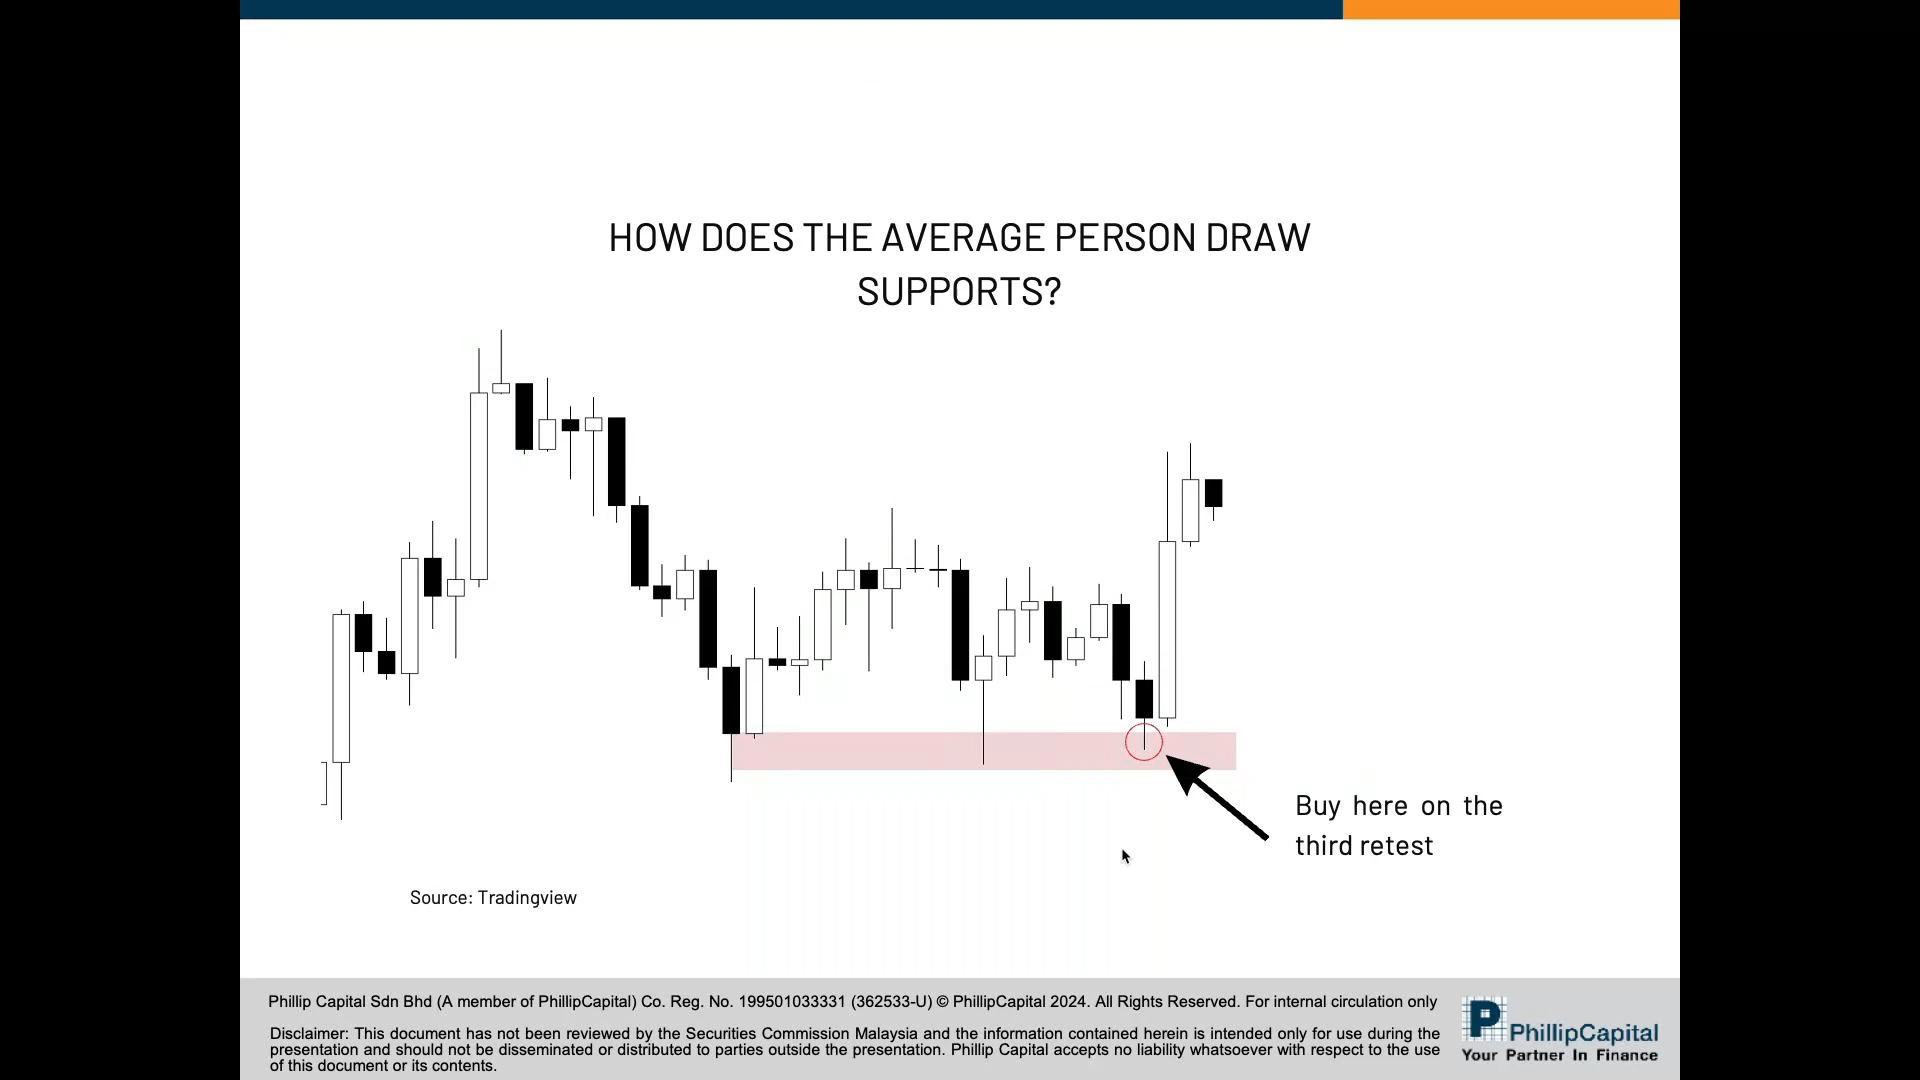 HOW DOES THE AVERAGE PERSON DRAW
SUPPORTS?
Buy here on the
third retest
Source: Tradingview
Phillip Capital Sdn Bhd (A member of PhillipCapital) Co. Reg. No. 199501033331 (362533-U) © PhillipCapital 2024. All Rights Reserved. For internal circulation only
Disclaimer: This document has not been reviewed by the Securities Commission Malaysia and the information contained herein is intended only for use during the
presentation and should not be disseminated or distributed to parties outside the presentation. Phillip Capital accepts no liability whatsoever with respect to the use
of this document or its contents.
P
PhillipCapital
Your Partner In Finance